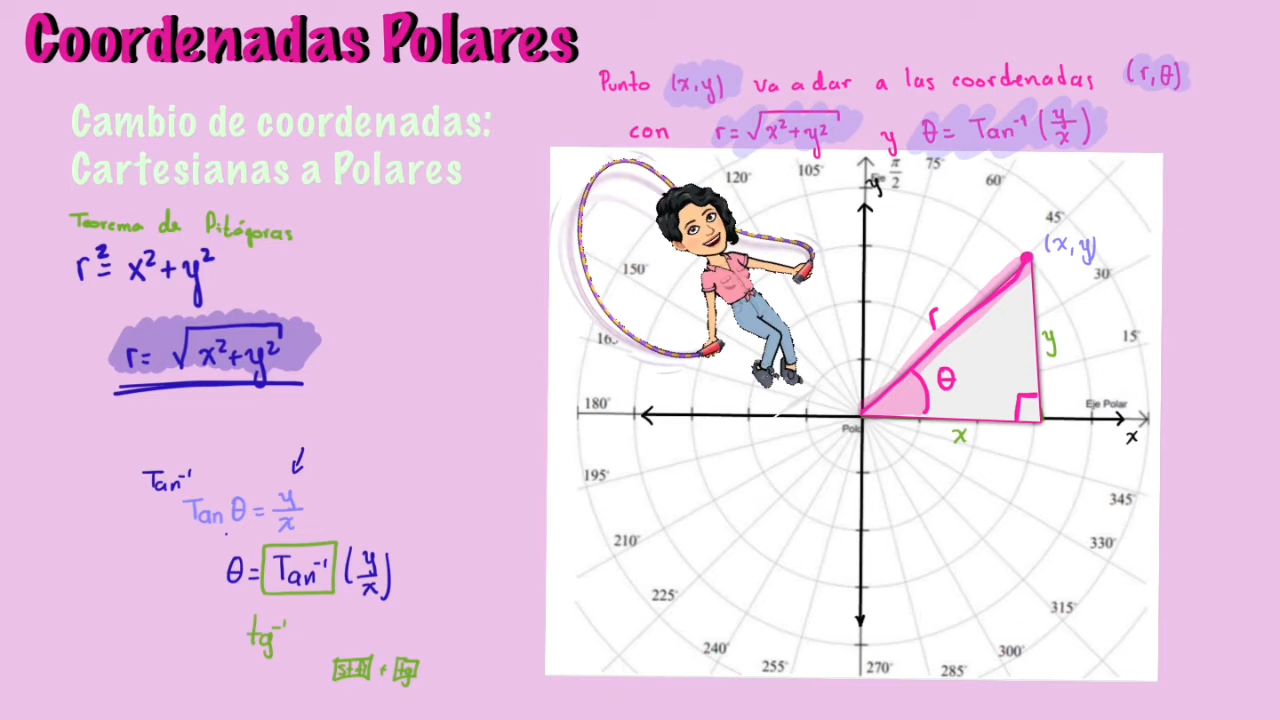 Coordenadas Polares
Punto (x,y) va a dar a las coordenadas (r,θ)
con r=√x²+y² y θ= Tan⁻¹ (y/x)
Cambio de coordenadas:
Cartesianas a Polares
Teorema de Pitágoras
r²= x²+y²
r= √x²+y²
Tan⁻¹
Tan θ = y/x
θ= Tan⁻¹ (y/x)
tg⁻¹
+ tg
y π/2 75°
105°
120°
60°
45°
(x,y)
150°
30°
r
15°
y
θ
180°
Eje Polar
Polo
x
x
195°
345°
210°
330°
225°
315°
240°
300°
255°
270°
285°